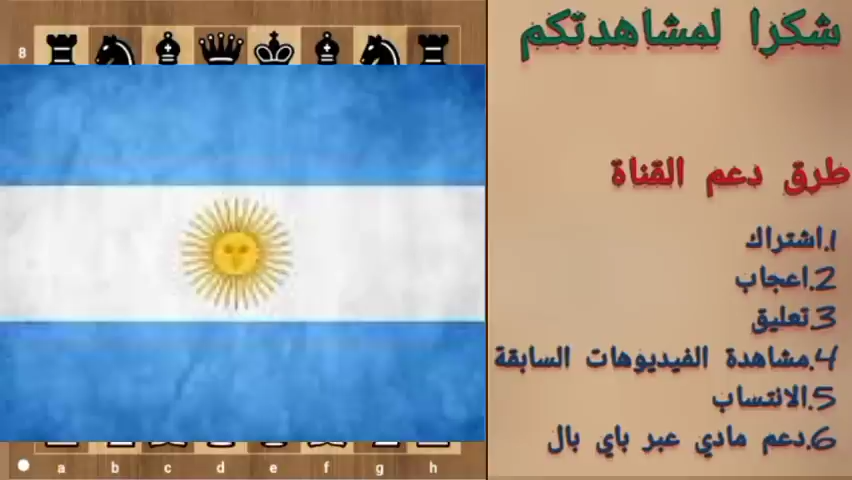 شكرا لمشاهدتكم
طرق دعم القناة
1.اشتراك
2.اعجاب
3.تعليق
4.مشاهدة الفيديوهات السابقة
5.الانتساب
6.دعم مادي عبر باي بال
8
a b c d e f g h